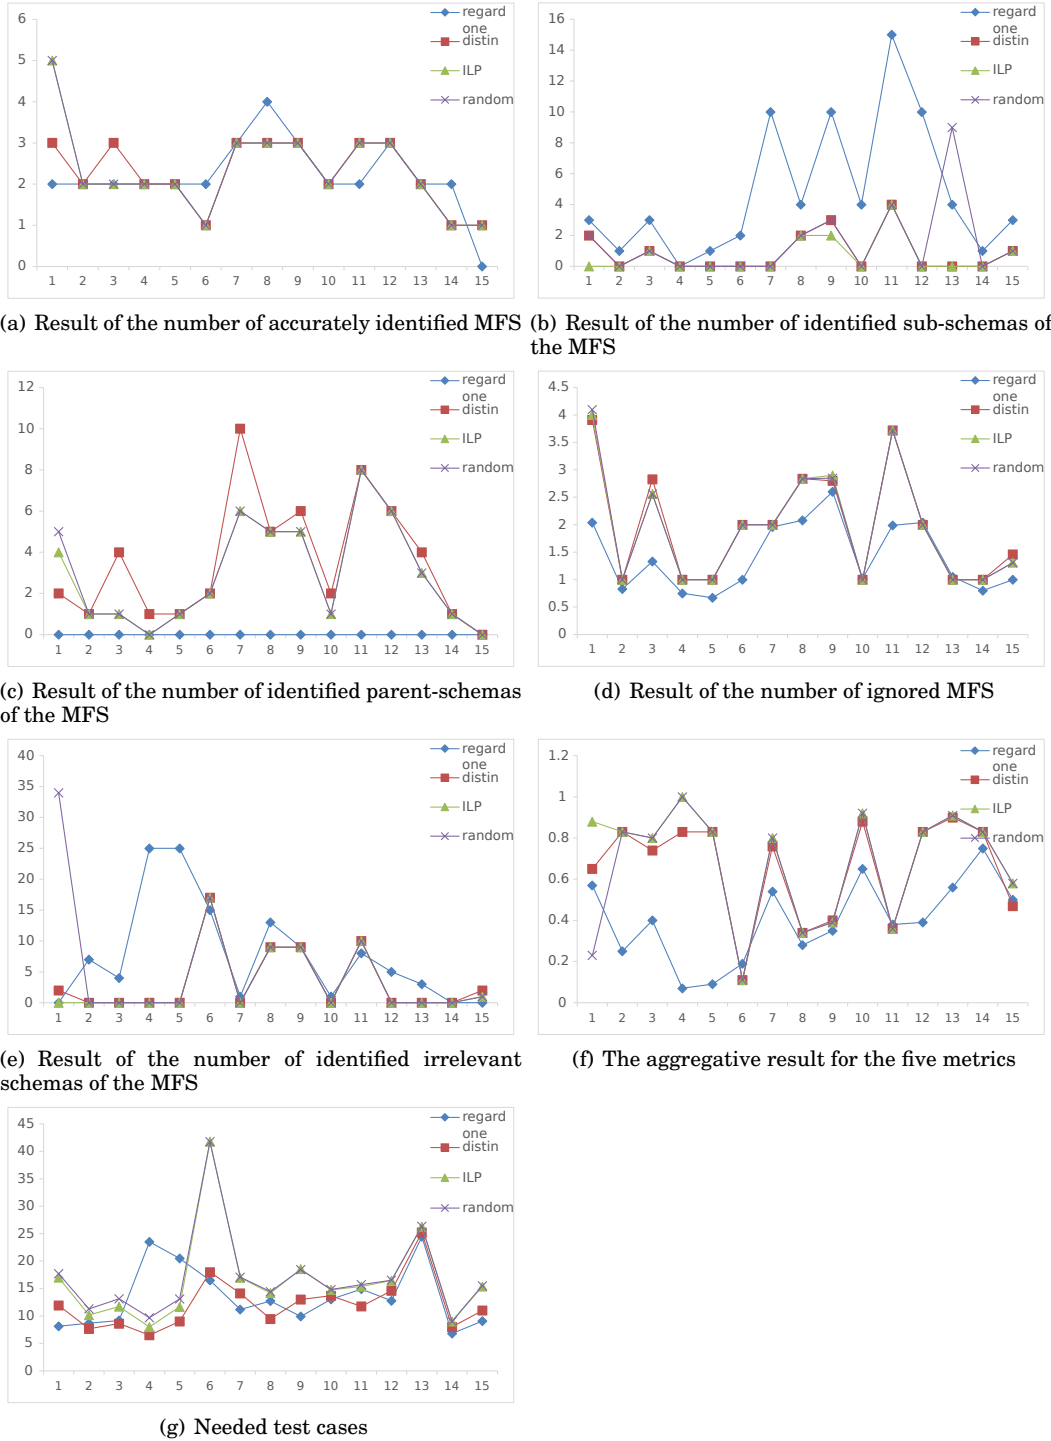 6
5
4
3
2
1
0
1 2 3 4 5 6 7 8 9 10 11 12 13 14 15
regard
one
distin
ILP
random
(a) Result of the number of accurately identified MFS
16
14
12
10
8
6
4
2
0
1 2 3 4 5 6 7 8 9 10 11 12 13 14 15
regard
one
distin
ILP
random
(b) Result of the number of identified sub-schemas of
the MFS
12
10
8
6
4
2
0
1 2 3 4 5 6 7 8 9 10 11 12 13 14 15
regard
one
distin
ILP
random
(c) Result of the number of identified parent-schemas
of the MFS
4.5
4
3.5
3
2.5
2
1.5
1
0.5
0
1 2 3 4 5 6 7 8 9 10 11 12 13 14 15
regard
one
distin
ILP
random
(d) Result of the number of ignored MFS
40
35
30
25
20
15
10
5
0
1 2 3 4 5 6 7 8 9 10 11 12 13 14 15
regard
one
distin
ILP
random
(e) Result of the number of identified irrelevant
schemas of the MFS
1.2
1
0.8
0.6
0.4
0.2
0
1 2 3 4 5 6 7 8 9 10 11 12 13 14 15
regard
one
distin
ILP
random
(f) The aggregative result for the five metrics
45
40
35
30
25
20
15
10
5
0
1 2 3 4 5 6 7 8 9 10 11 12 13 14 15
regard
one
distin
ILP
random
(g) Needed test cases